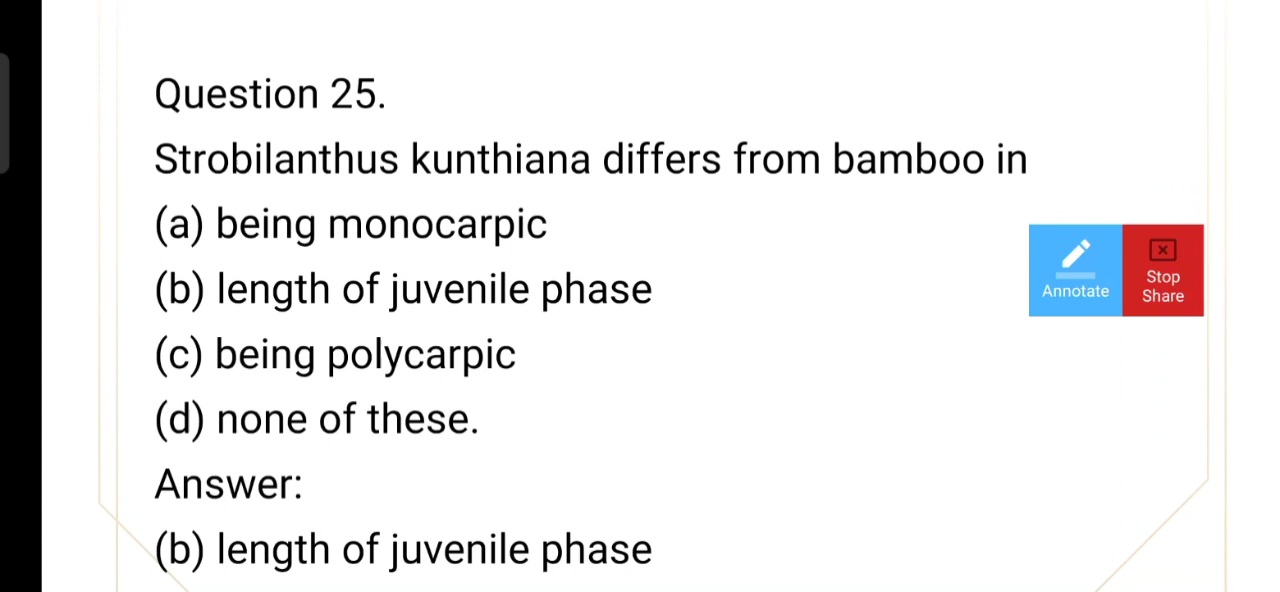 Question 25.
Strobilanthus kunthiana differs from bamboo in
(a) being monocarpic
(b) length of juvenile phase
(c) being polycarpic
(d) none of these.
Answer:
(b) length of juvenile phase
Annotate
Stop
Share